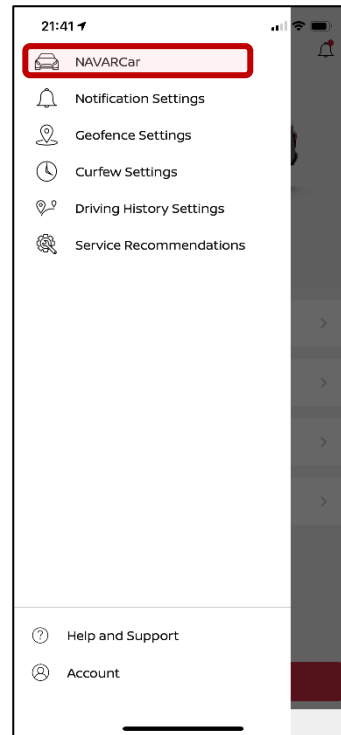 21:41
NAVARCar
Notification Settings
Geofence Settings
Curfew Settings
Driving History Settings
Service Recommendations
Help and Support
Account